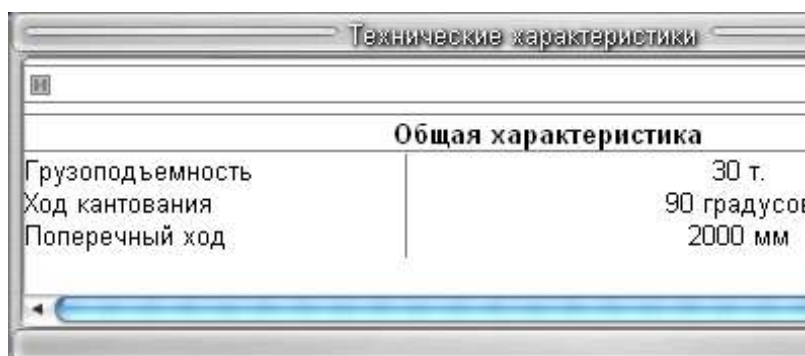 Технические характеристики
Н
Общая характеристика
Грузоподъемность 30 т.
Ход кантования 90 градусов
Поперечный ход 2000 мм